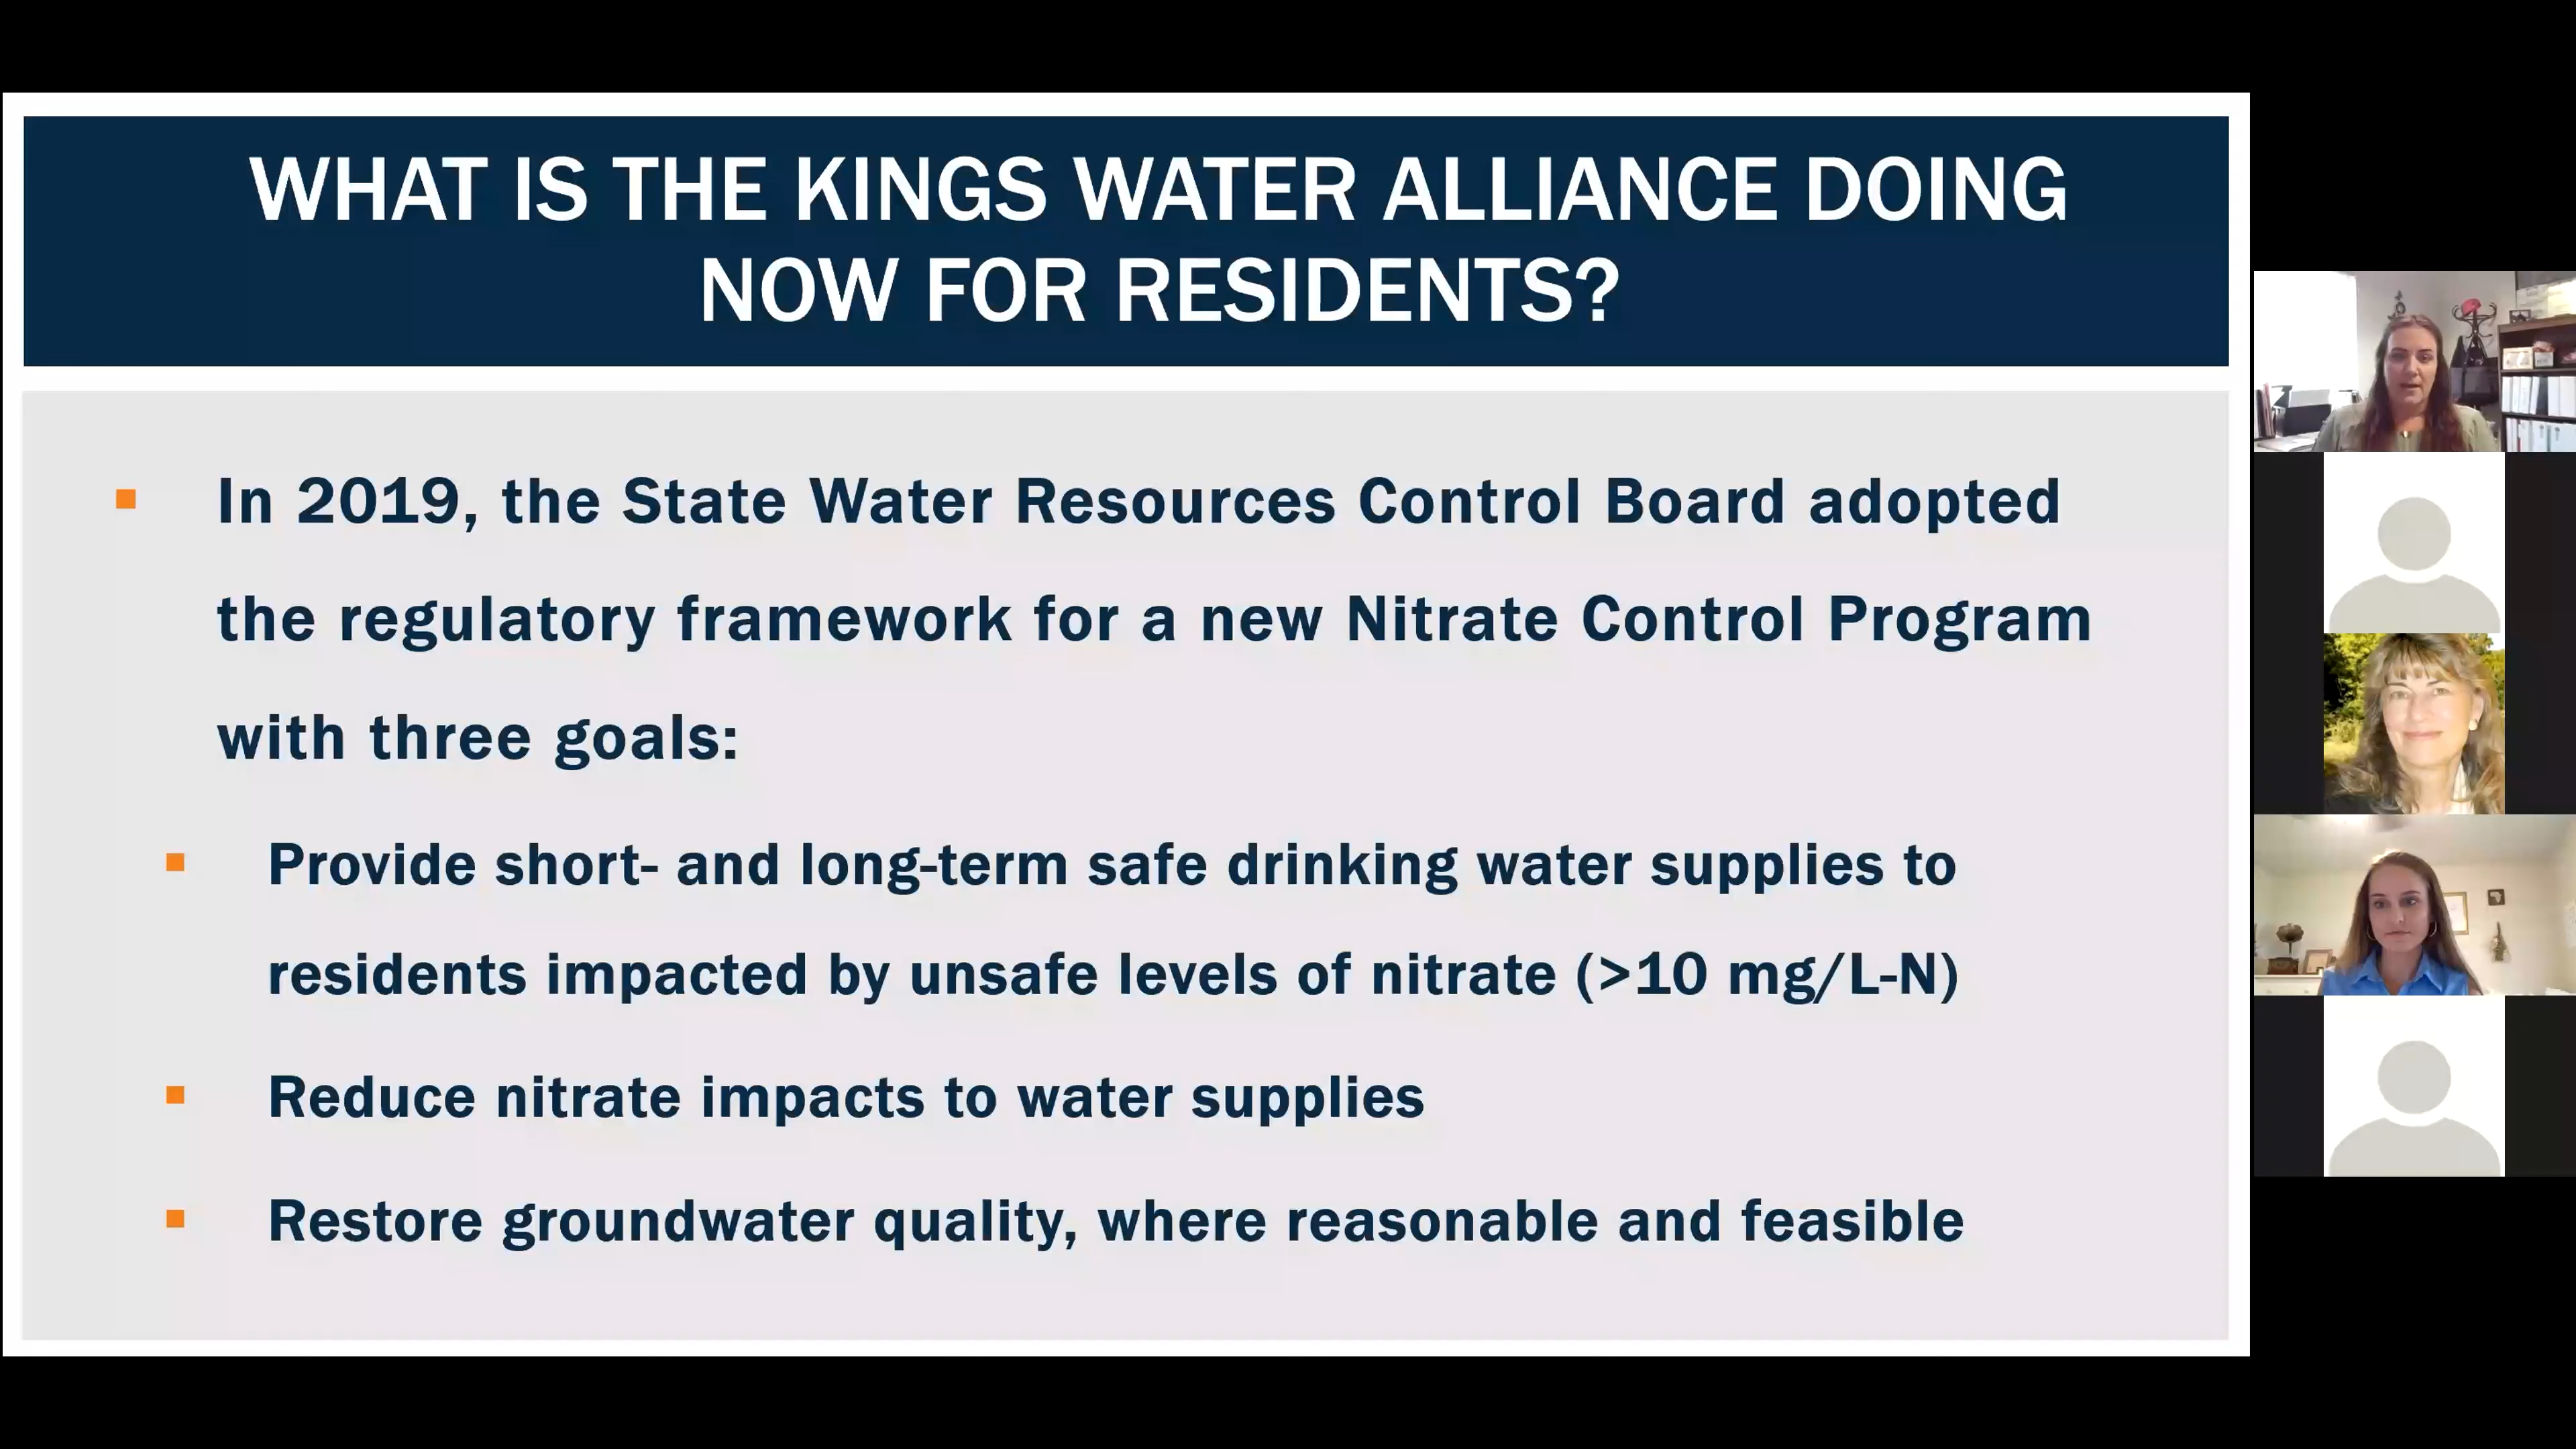 WHAT IS THE KINGS WATER ALLIANCE DOING
NOW FOR RESIDENTS?
In 2019, the State Water Resources Control Board adopted
the regulatory framework for a new Nitrate Control Program
with three goals:
Provide short- and long-term safe drinking water supplies to
residents impacted by unsafe levels of nitrate (>10 mg/L-N)
Reduce nitrate impacts to water supplies
Restore groundwater quality, where reasonable and feasible